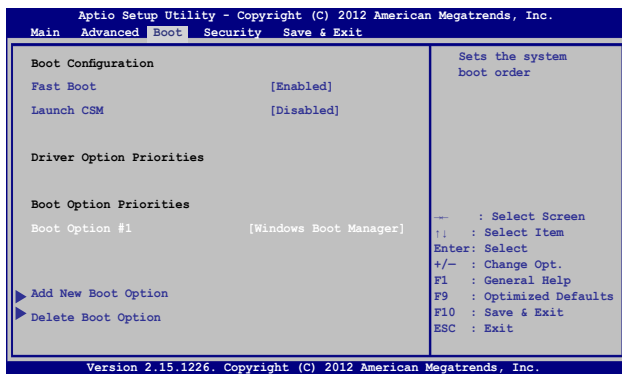 Aptio Setup Utility - Copyright (C) 2012 American Megatrends, Inc.
Main Advanced Boot Security Save & Exit
Boot Configuration
Fast Boot [Enabled]
Launch CSM [Disabled]
Driver Option Priorities
Boot Option Priorities
Boot Option #1 [Windows Boot Manager]
Add New Boot Option
Delete Boot Option
Sets the system
boot order
→← : Select Screen
↑↓ : Select Item
Enter: Select
+/— : Change Opt.
F1 : General Help
F9 : Optimized Defaults
F10 : Save & Exit
ESC : Exit
Version 2.15.1226. Copyright (C) 2012 American Megatrends, Inc.